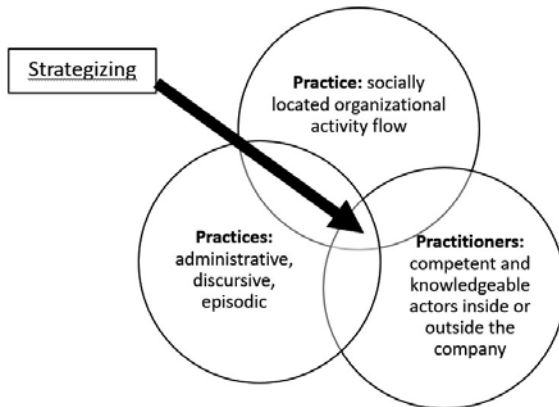 Strategizing
Practice: socially
located organizational
activity flow
Practices:
administrative,
discursive,
episodic
Practitioners:
competent and
knowledgeable
actors inside or
outside the
company